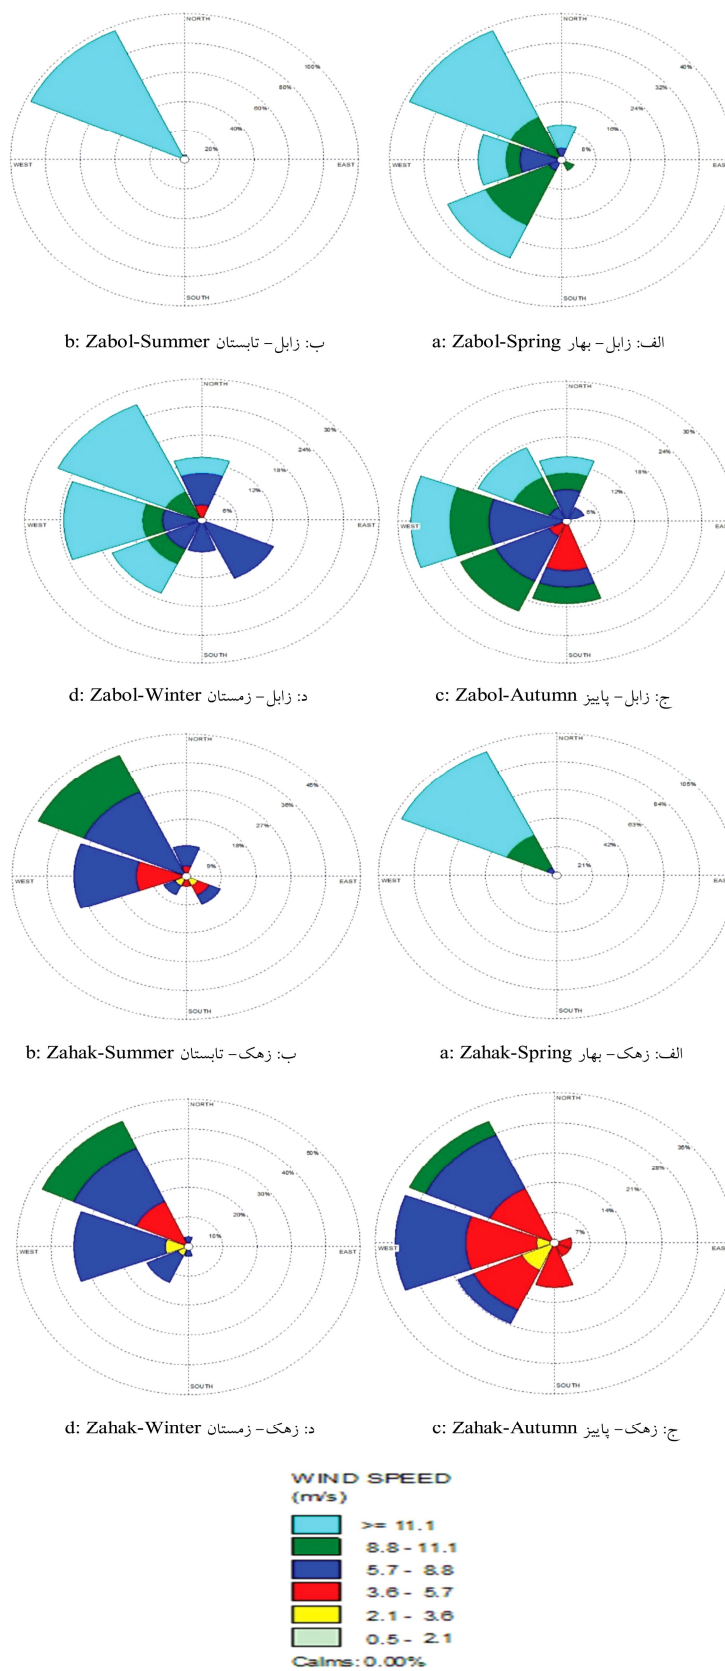 NORTH
100%
80%
60%
40%
20%
WEST
EAST
SOUTH
ب: زابل- تابستان b: Zabol-Summer
NORTH
40%
32%
24%
16%
8%
WEST
EAS
SOUTH
الف: زابل- بهار a: Zabol-Spring
NORTH
30%
24%
18%
12%
6%
WEST
EAST
SOUTH
د: زابل- زمستان d: Zabol-Winter
NORTH
30%
24%
18%
12%
6%
WEST
EAS
SOUTH
ج: زابل- پاییز c: Zabol-Autumn
NORTH
45%
36%
27%
18%
9%
WEST
EAST
SOUTH
ب: زهک- تابستان b: Zahak-Summer
NORTH
105%
84%
63%
42%
21%
WEST
EAS
SOUTH
الف: زهک- بهار a: Zahak-Spring
NORTH
50%
40%
30%
20%
10%
WEST
EAST
SOUTH
د: زهک- زمستان d: Zahak-Winter
NORTH
35%
28%
21%
14%
7%
WEST
EAS
SOUTH
ج: زهک- پاییز c: Zahak-Autumn
WIND SPEED
(m/s)
>= 11.1
8.8 - 11.1
5.7 - 8.8
3.6 - 5.7
2.1 - 3.6
0.5 - 2.1
Calms: 0.00%